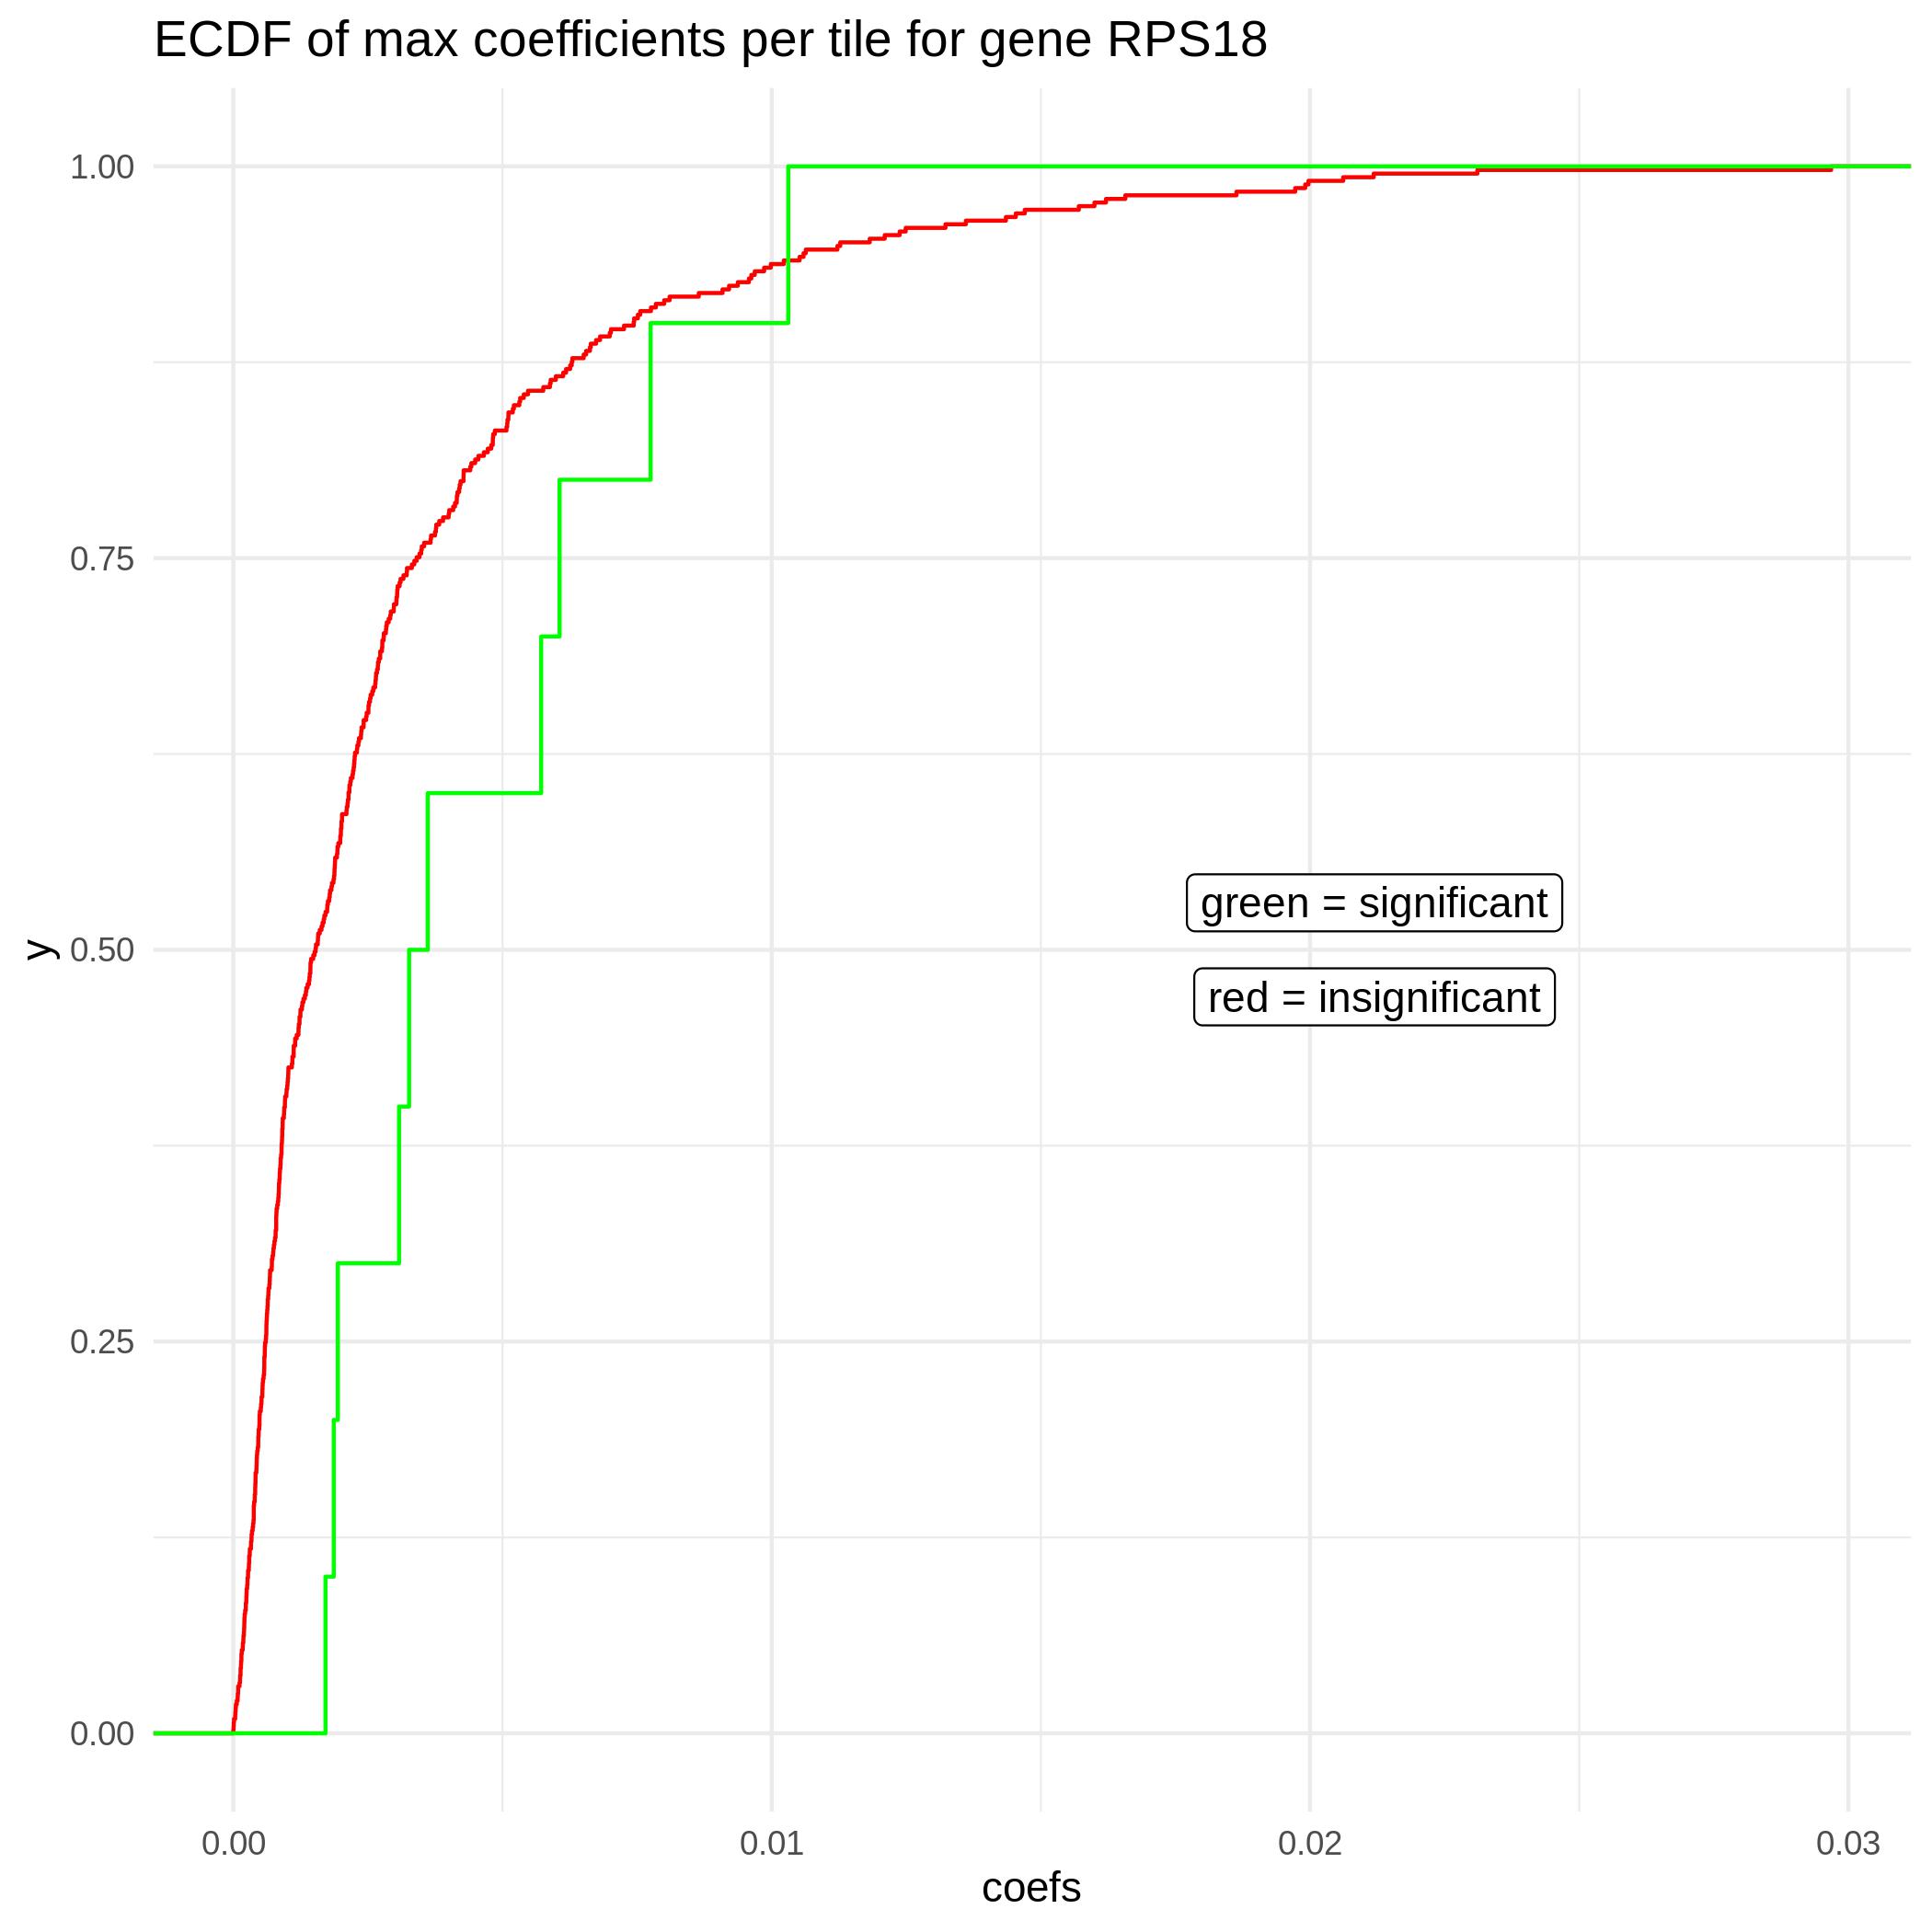 ECDF of max coefficients per tile for gene RPS18
1.00
0.75
0.50
0.25
0.00
y
green = significant
red = insignificant
0.00 0.01 0.02 0.03
coefs